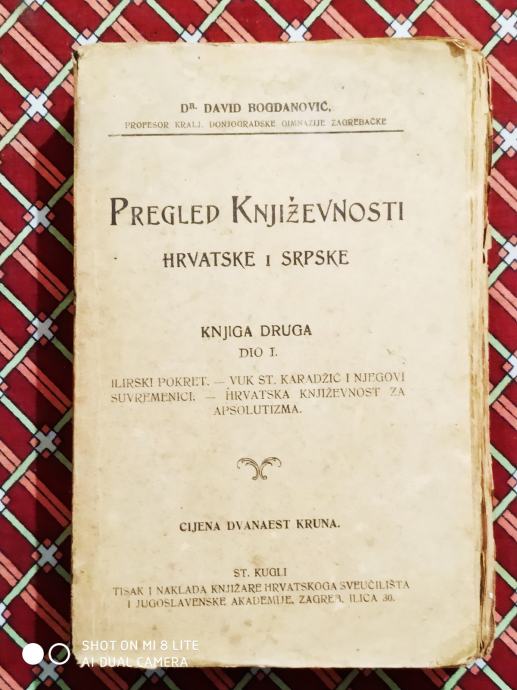 DR. DAVID BOGDANOVIĆ,
PROFESOR KRALJ. DONJOGRADSKE GIMNAZIJE ZAGREBAČKE
PREGLED KNJIŽEVNOSTI
HRVATSKE I SRPSKE
KNJIGA DRUGA
DIO I.
ILIRSKI POKRET. — VUK ST. KARADŽIĆ I NJEGOVI
SUVREMENICI. — HRVATSKA KNJIŽEVNOST ZA
APSOLUTIZMA.
CIJENA DVANAEST KRUNA.
ST. KUGLI
TISAK I NAKLADA KNJIŽARE HRVATSKOGA SVEUČILIŠTA
I JUGOSLAVENSKE AKADEMIJE, ZAGREB, ILICA 30.
SHOT ON MI 8 LITE
AI DUAL CAMERA